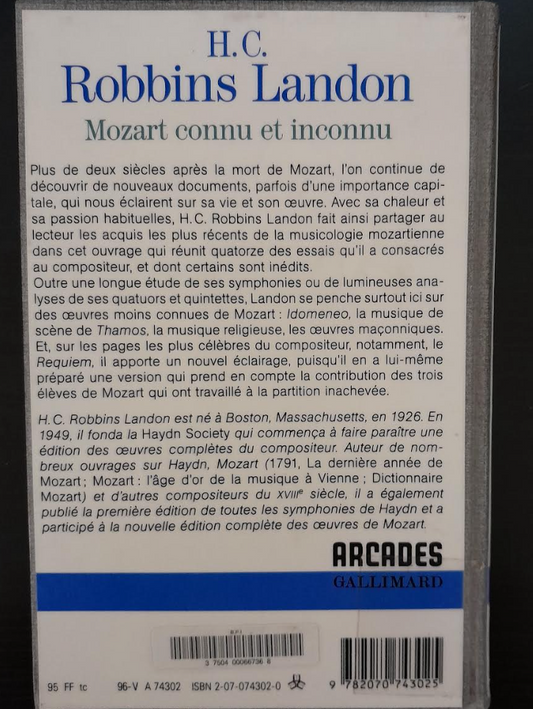 H.C.
Robbins Landon
Mozart connu et inconnu
Plus de deux siècles après la mort de Mozart, l'on continue de
découvrir de nouveaux documents, parfois d'une importance capi-
tale, qui nous éclairent sur sa vie et son œuvre. Avec sa chaleur et
sa passion habituelles, H.C. Robbins Landon fait ainsi partager au
lecteur les acquis les plus récents de la musicologie mozartienne
dans cet ouvrage qui réunit quatorze des essais qu'il a consacrés
au compositeur, et dont certains sont inédits.
Outre une longue étude de ses symphonies ou de lumineuses ana-
lyses de ses quatuors et quintettes, Landon se penche surtout ici sur
des œuvres moins connues de Mozart : Idomeneo, la musique de
scène de Thamos, la musique religieuse, les œuvres maçonniques.
Et, sur les pages les plus célèbres du compositeur, notamment, le
Requiem, il apporte un nouvel éclairage, puisqu'il en a lui-même
préparé une version qui prend en compte la contribution des trois
élèves de Mozart qui ont travaillé à la partition inachevée.
H.C. Robbins Landon est né à Boston, Massachusetts, en 1926. En
1949, il fonda la Haydn Society qui commença à faire paraître une
édition des œuvres complètes du compositeur. Auteur de nom-
breux ouvrages sur Haydn, Mozart (1791, La dernière année de
Mozart ; Mozart : l'âge d'or de la musique à Vienne ; Dictionnaire
Mozart) et d'autres compositeurs du XVIIIe siècle, il a également
publié la première édition de toutes les symphonies de Haydn et a
participé à la nouvelle édition complète des œuvres de Mozart.
ARCADES
GALLIMARD
3 7504 00066736 8
95 FF tc 96-V A 74302 ISBN 2-07-074302-0
9 782070 743025